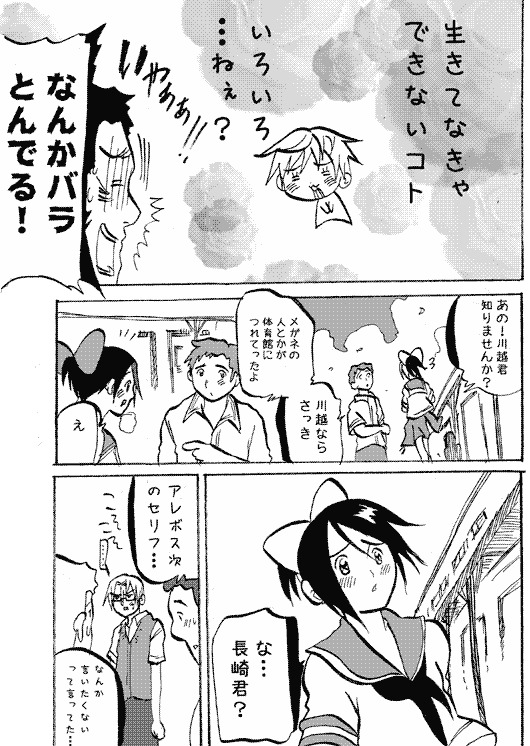 生きてなきゃ
できないコト
いろいろ
…ねぇ？
いやああぁ!!
なんかバラ
とんでる！
あの！川越君
知りませんか？
川越なら
さっき
メガネの
人とかが
体育館に
つれてったよ
え
な…
長崎君？
アレボス次
のセリフ…
なんか
言いたくない
って言ってた…